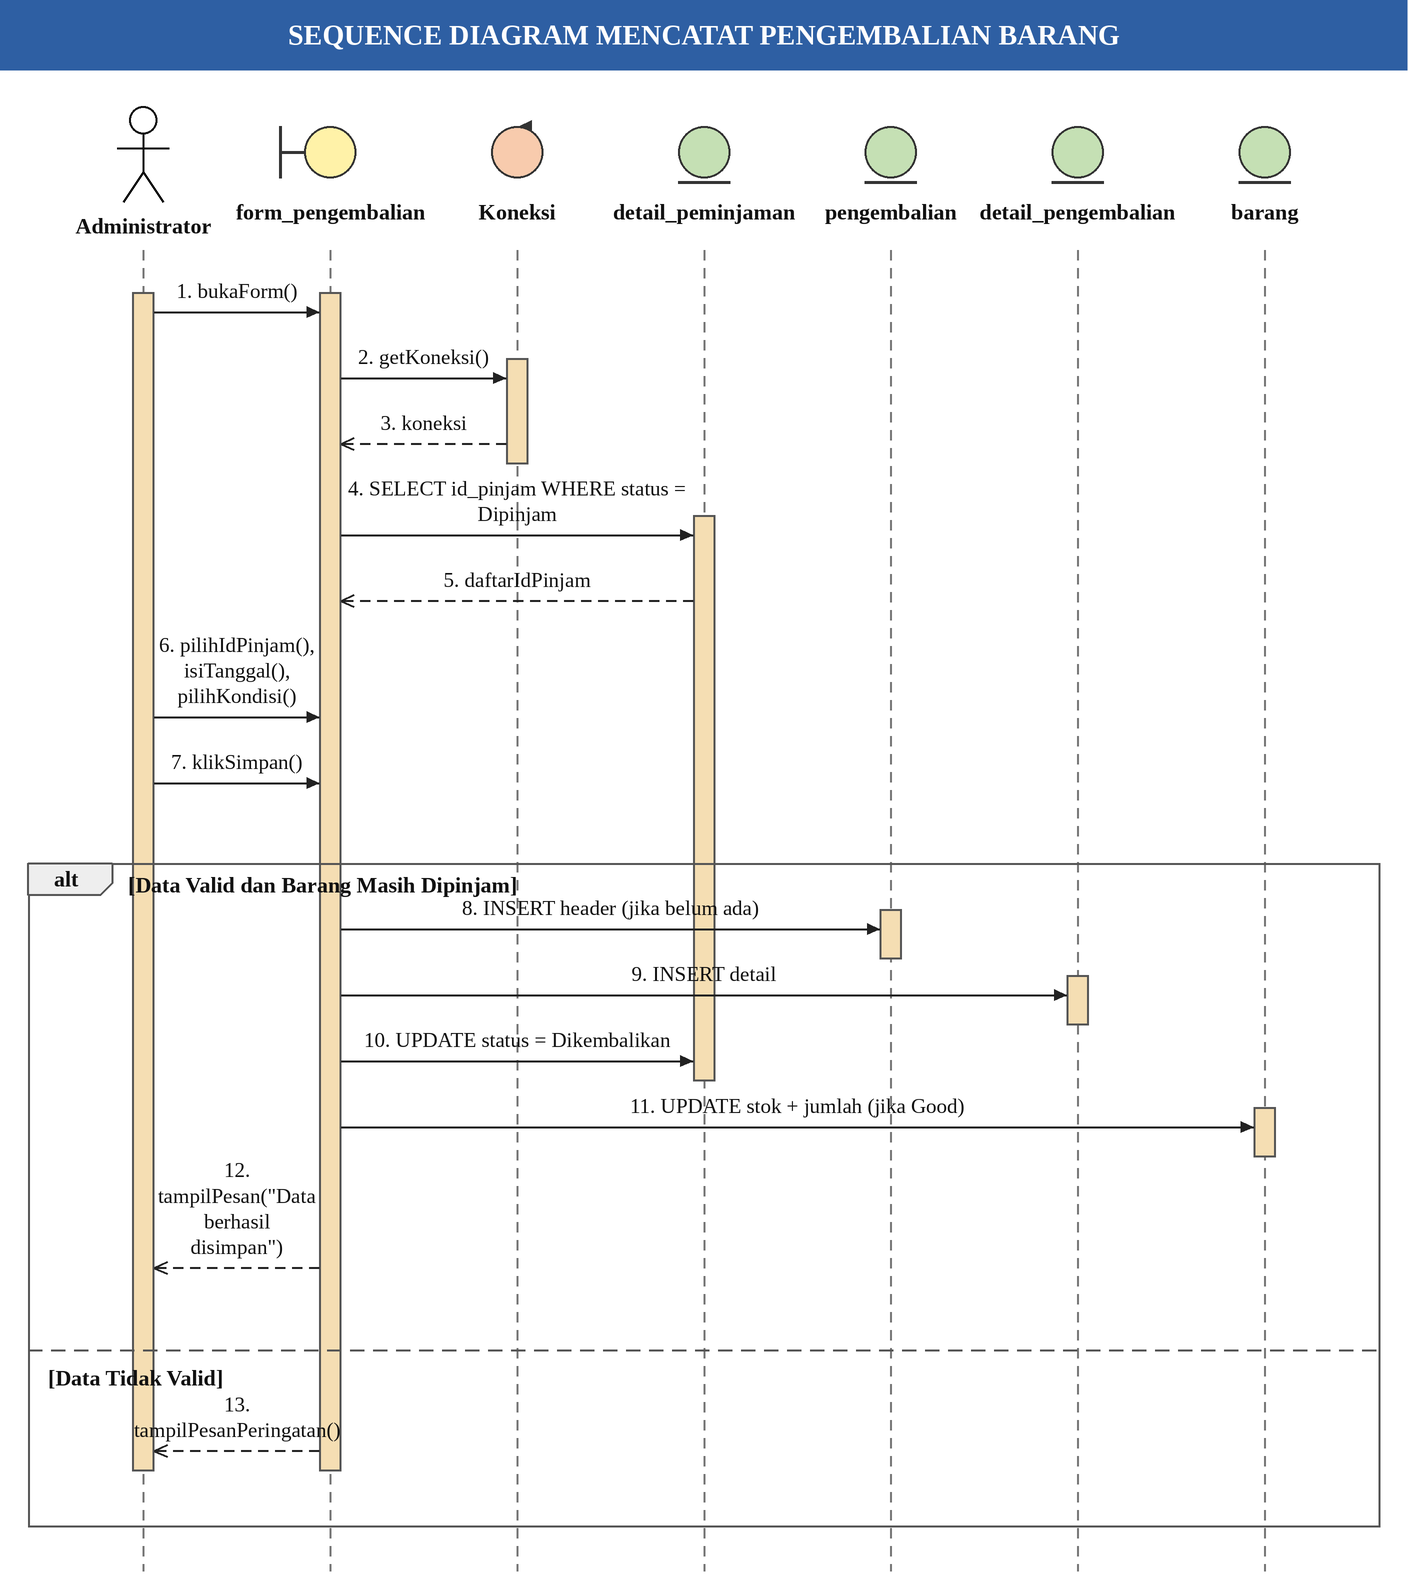 SEQUENCE DIAGRAM MENCATAT PENGEMBALIAN BARANG
Administrator
form_pengembalian
Koneksi
detail_peminjaman
pengembalian
detail_pengembalian
barang
1. bukaForm()
2. getKoneksi()
3. koneksi
4. SELECT id_pinjam WHERE status =
Dipinjam
5. daftarIdPinjam
6. pilihIdPinjam(),
isiTanggal(),
pilihKondisi()
7. klikSimpan()
alt
[Data Valid dan Barang Masih Dipinjam]
8. INSERT header (jika belum ada)
9. INSERT detail
10. UPDATE status = Dikembalikan
11. UPDATE stok + jumlah (jika Good)
12.
tampilPesan("Data
berhasil
disimpan")
[Data Tidak Valid]
13.
tampilPesanPeringatan()